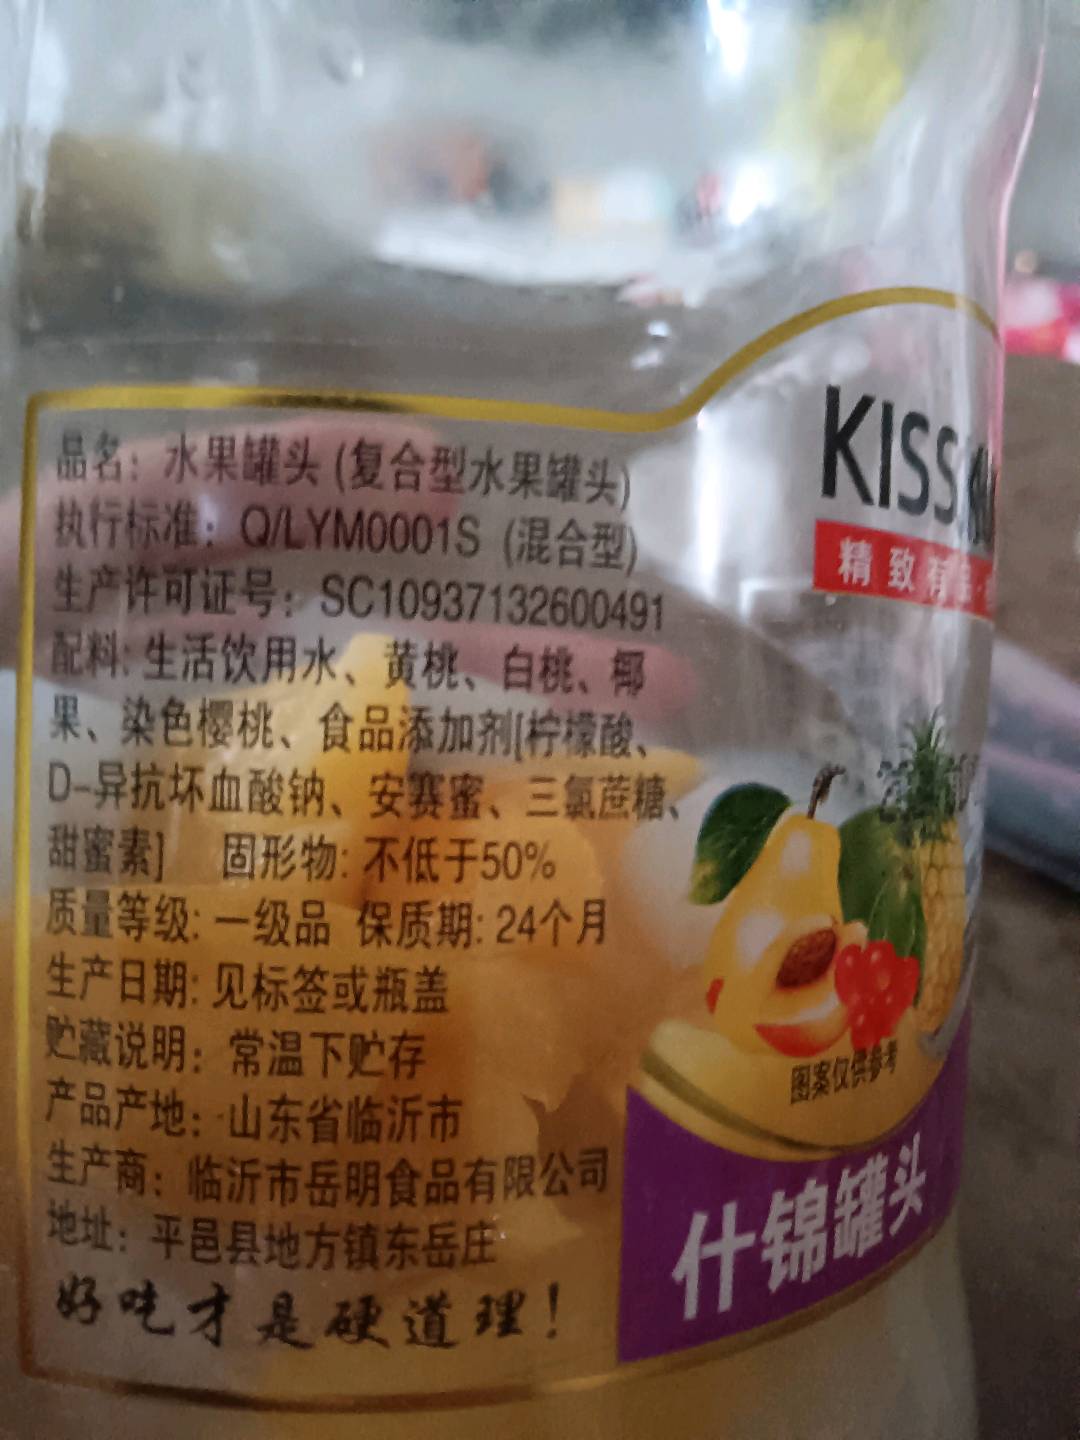 品名：水果罐头 (复合型水果罐头)
执行标准：Q/LYM0001S (混合型)
生产许可证号：SC10937132600491
配料: 生活饮用水、黄桃、白桃、椰
果、染色樱桃、食品添加剂[柠檬酸、
D-异抗坏血酸钠、安赛蜜、三氯蔗糖、
甜蜜素] 固形物: 不低于50%
质量等级: 一级品 保质期: 24个月
生产日期: 见标签或瓶盖
贮藏说明：常温下贮存
产品产地：山东省临沂市
生产商：临沂市岳明食品有限公司
地址：平邑县地方镇东岳庄
好吃才是硬道理！
KISS
精致有
图案仅供参考
什锦罐头